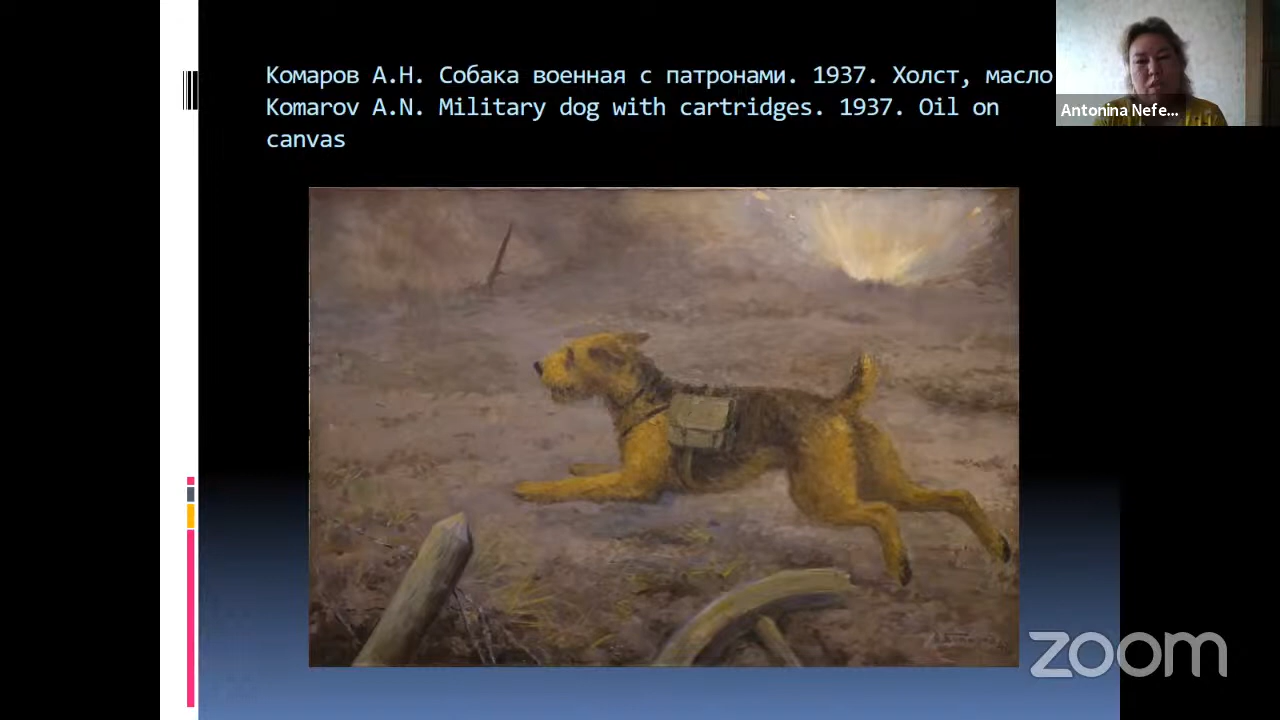 Комаров А.Н. Собака военная с патронами. 1937. Холст, масло
Komarov A.N. Military dog with cartridges. 1937. Oil on
canvas
Antonina Nefe...
zoom